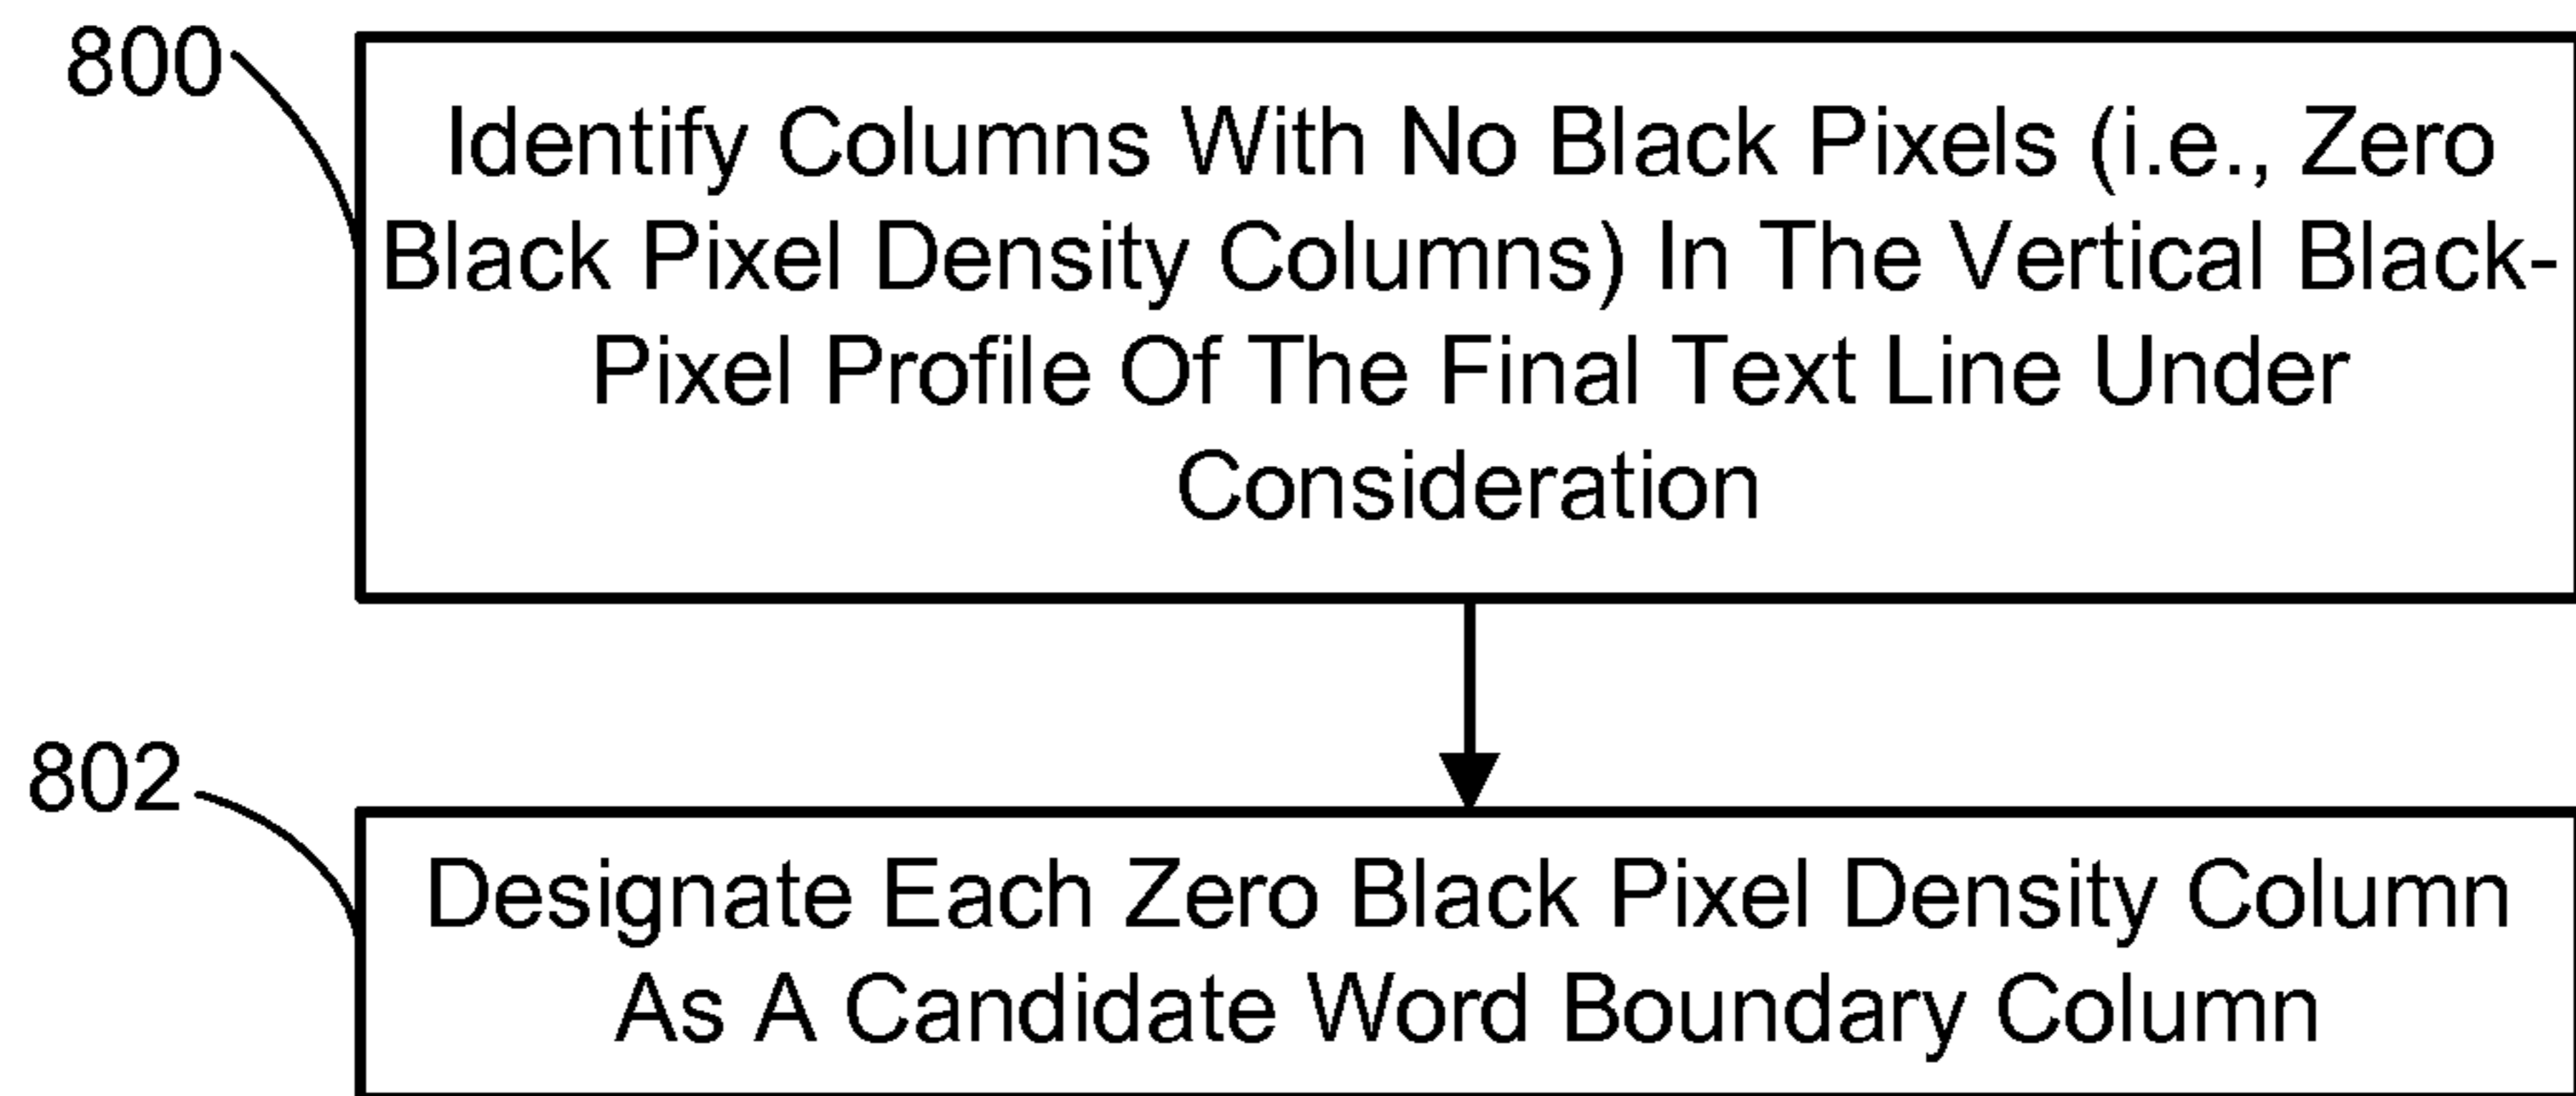 800
Identify Columns With No Black Pixels (i.e., Zero
Black Pixel Density Columns) In The Vertical Black-
Pixel Profile Of The Final Text Line Under
Consideration
802
Designate Each Zero Black Pixel Density Column
As A Candidate Word Boundary Column